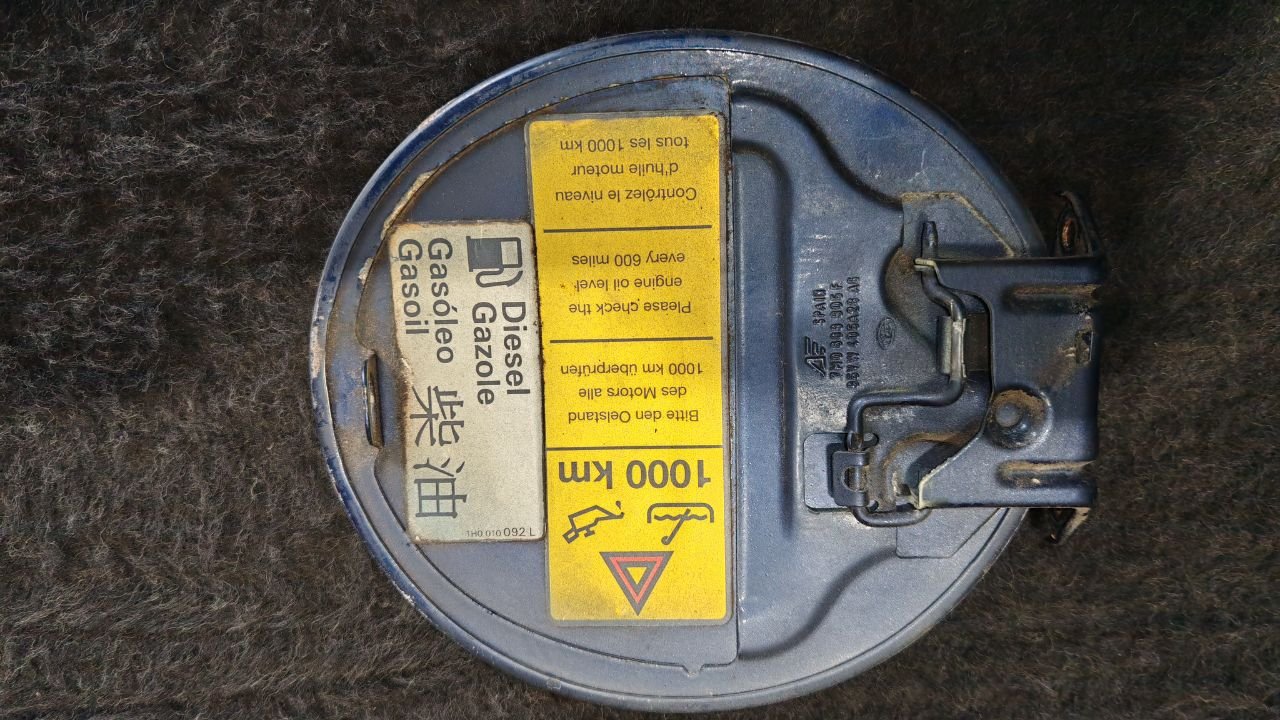 Diesel
Gazole
Gasóleo 柴油
Gasoil
1H0 010 092 L
1000 km
Bitte den Oelstand
des Motors alle
1000 km überprüfen
Please check the
engine oil level
every 600 miles
Contrôlez le niveau
d'huile moteur
tous les 1000 km
SPAIN